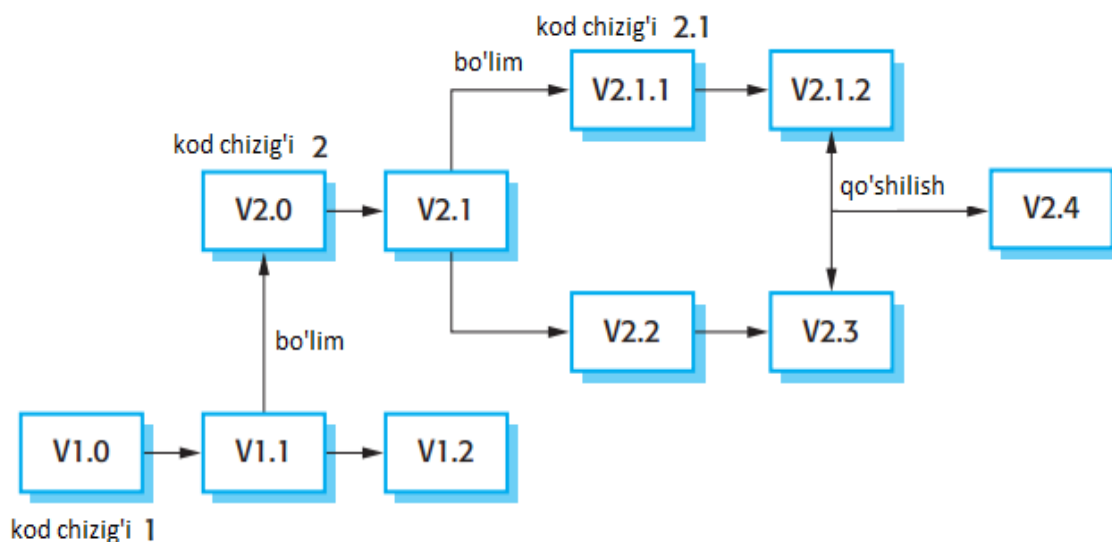 kod chizig'i 2.1
bo'lim
V2.1.1
V2.1.2
kod chizig'i 2
V2.0
V2.1
qo'shilish
V2.4
bo'lim
V2.2
V2.3
V1.0
V1.1
V1.2
kod chizig'i 1